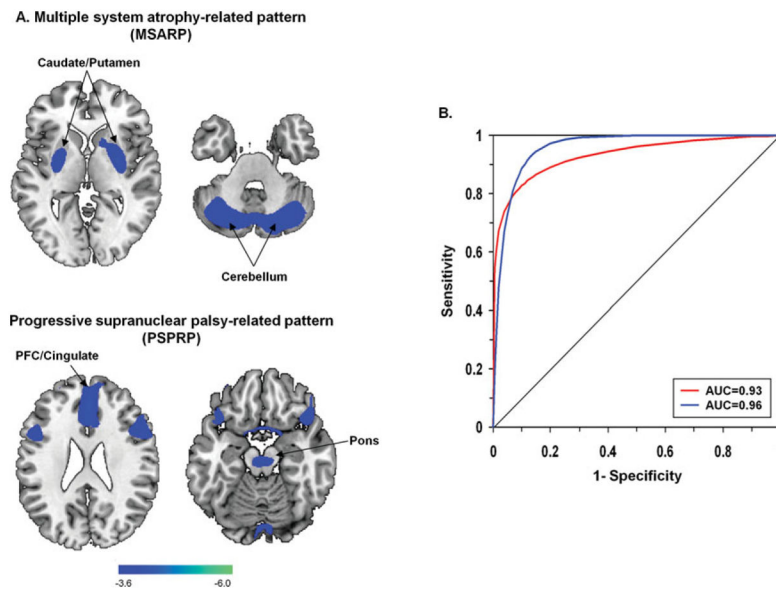 A. Multiple system atrophy-related pattern
(MSARP)
Caudate/Putamen
Cerebellum
Progressive supranuclear palsy-related pattern
(PSPRP)
PFC/Cingulate
Pons
-3.6
-6.0
B.
1
0.8
0.6
0.4
0.2
0
Sensitivity
AUC=0.93
AUC=0.96
0
0.2
0.4
0.6
0.8
1
1- Specificity